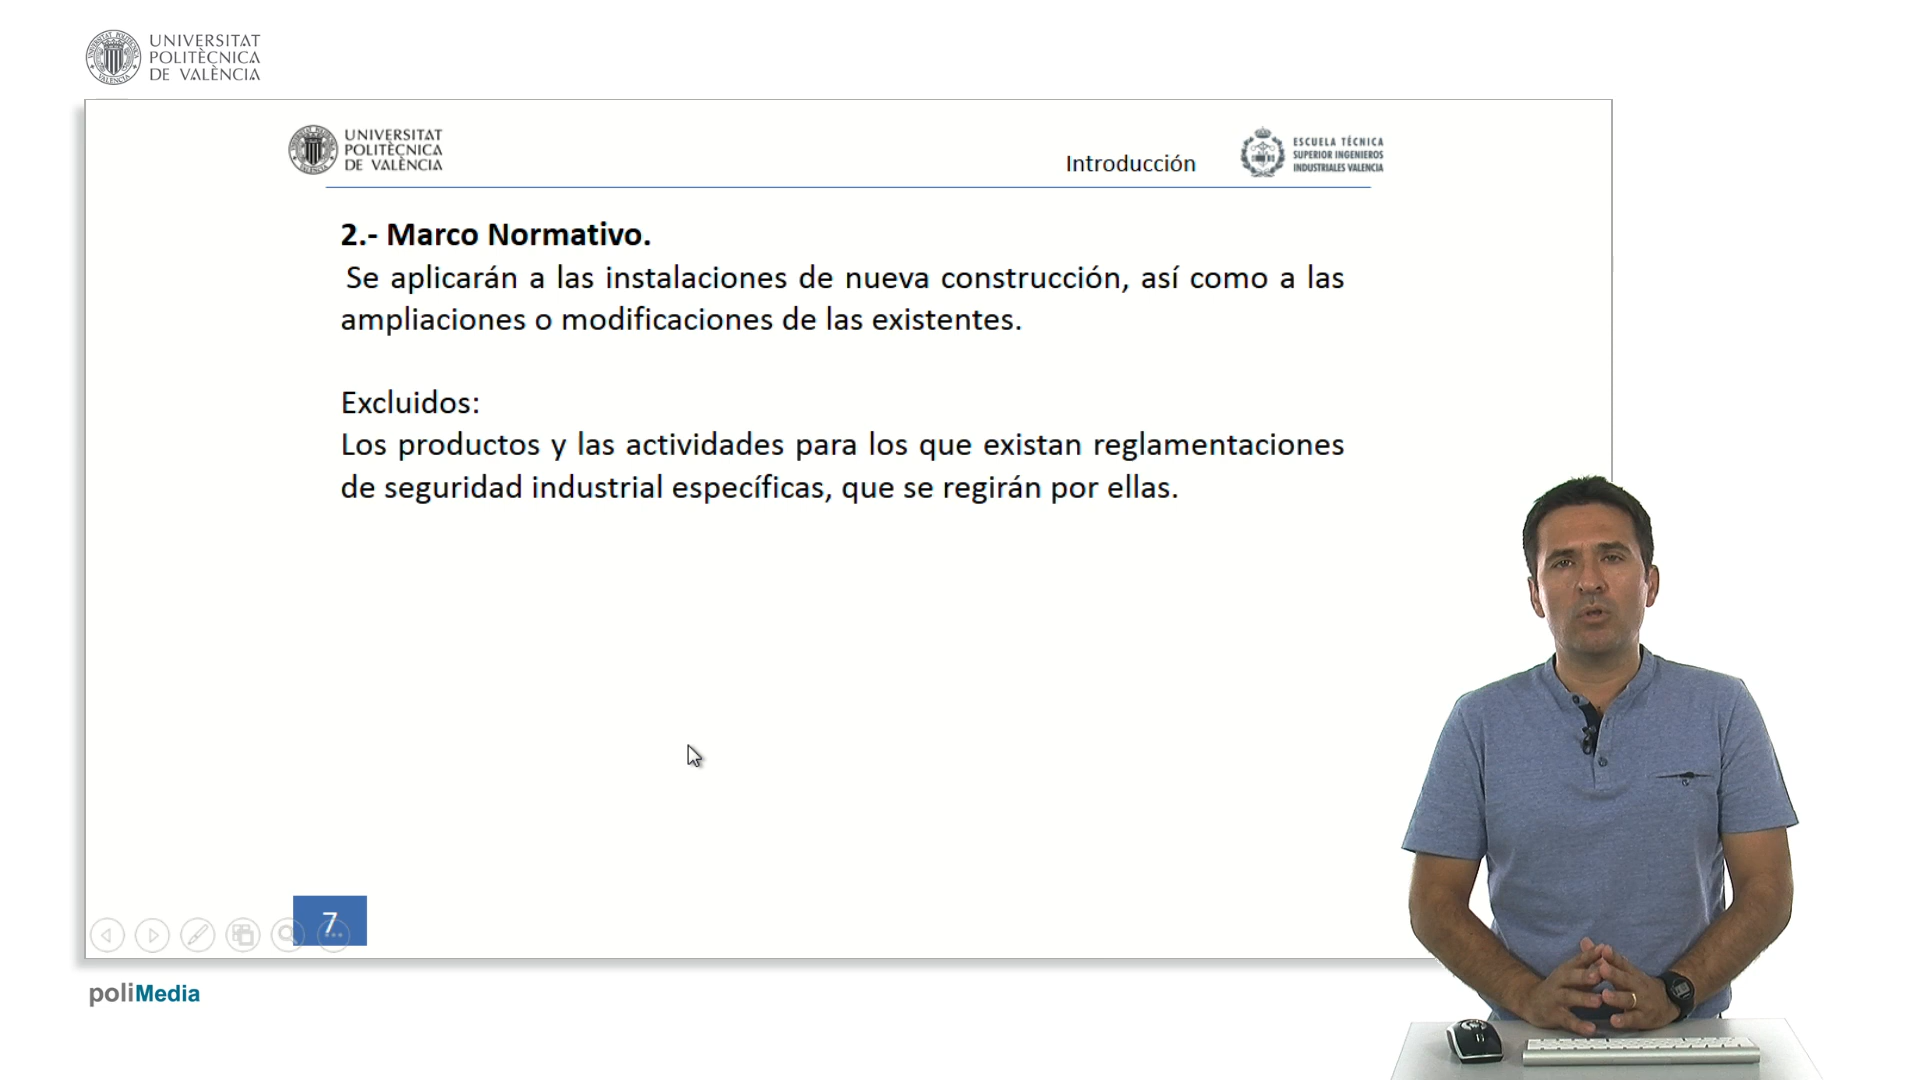 UNIVERSITAT
POLITÈCNICA
DE VALÈNCIA
UNIVERSITAT
POLITÈCNICA
DE VALÈNCIA
Introducción
ESCUELA TÉCNICA
SUPERIOR INGENIEROS
INDUSTRIALES VALENCIA
2.- Marco Normativo.
Se aplicarán a las instalaciones de nueva construcción, así como a las
ampliaciones o modificaciones de las existentes.
Excluidos:
Los productos y las actividades para los que existan reglamentaciones
de seguridad industrial específicas, que se regirán por ellas.
7
poliMedia